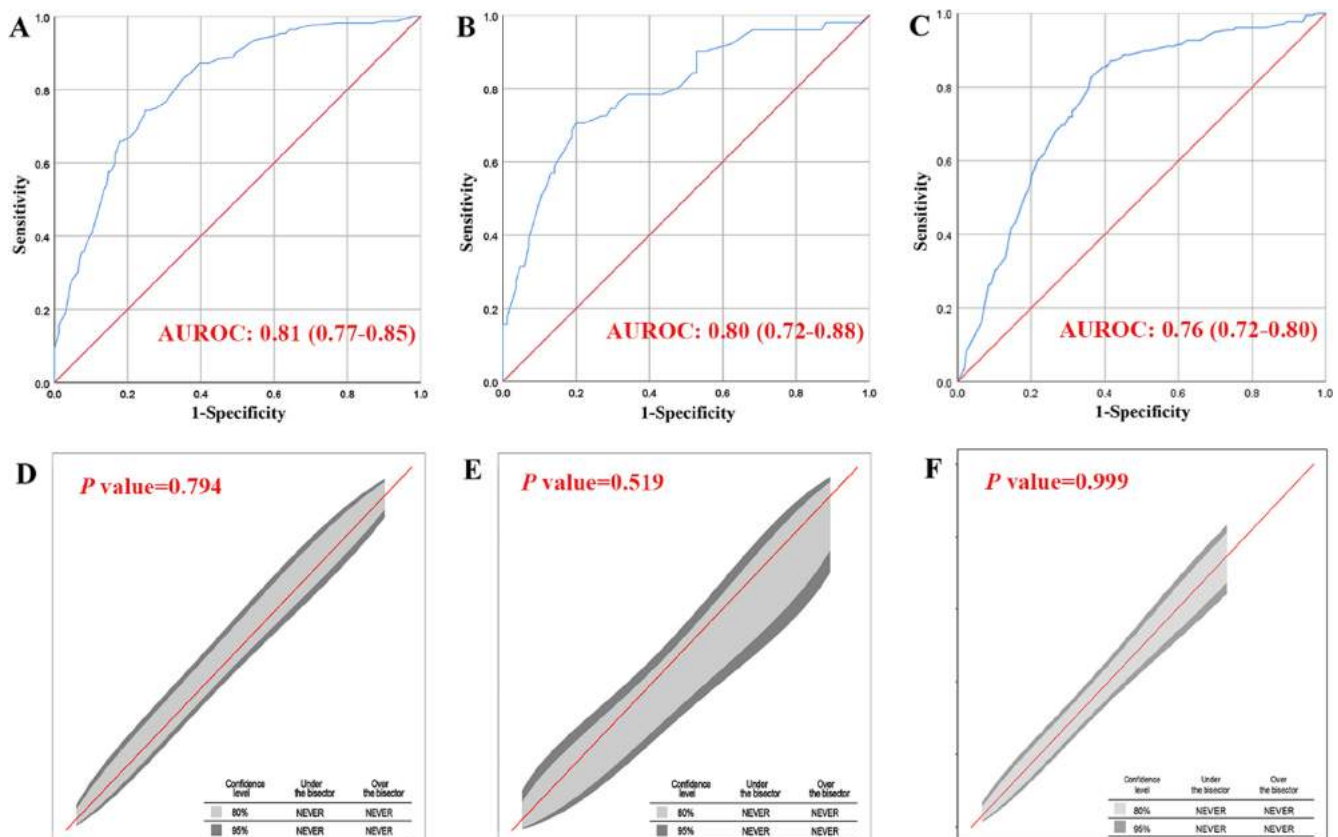 A
1.0
0.8
0.6
0.4
0.2
0.0
0.0
0.2
0.4
0.6
0.8
1.0
Sensitivity
1-Specificity
AUROC: 0.81 (0.77-0.85)
B
1.0
0.8
0.6
0.4
0.2
0.0
0.0
0.2
0.4
0.6
0.8
1.0
Sensitivity
1-Specificity
AUROC: 0.80 (0.72-0.88)
C
1.0
0.8
0.6
0.4
0.2
0.0
0.0
0.2
0.4
0.6
0.8
1.0
Sensitivity
1-Specificity
AUROC: 0.76 (0.72-0.80)
D
P value=0.794
Confidence level Under the bisector Over the bisector
80% NEVER NEVER
95% NEVER NEVER
E
P value=0.519
Confidence level Under the bisector Over the bisector
80% NEVER NEVER
95% NEVER NEVER
F
P value=0.999
Confidence level Under the bisector Over the bisector
80% NEVER NEVER
95% NEVER NEVER